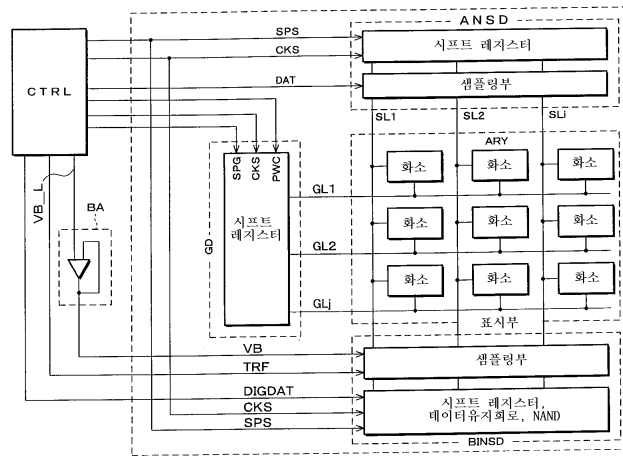 ANSD
CTRL
SPS
CKS
DAT
시프트 레지스터
샘플링부
SL1
SL2
SLi
ARY
VB_L
BA
GD
SPG
CKS
PWC
시프트
레지스터
GL1
GL2
GLj
화소
화소
화소
화소
화소
화소
화소
화소
화소
표시부
VB
TRF
DIGDAT
CKS
SPS
샘플링부
시프트 레지스터,
데이터유지회로, NAND
BINSD